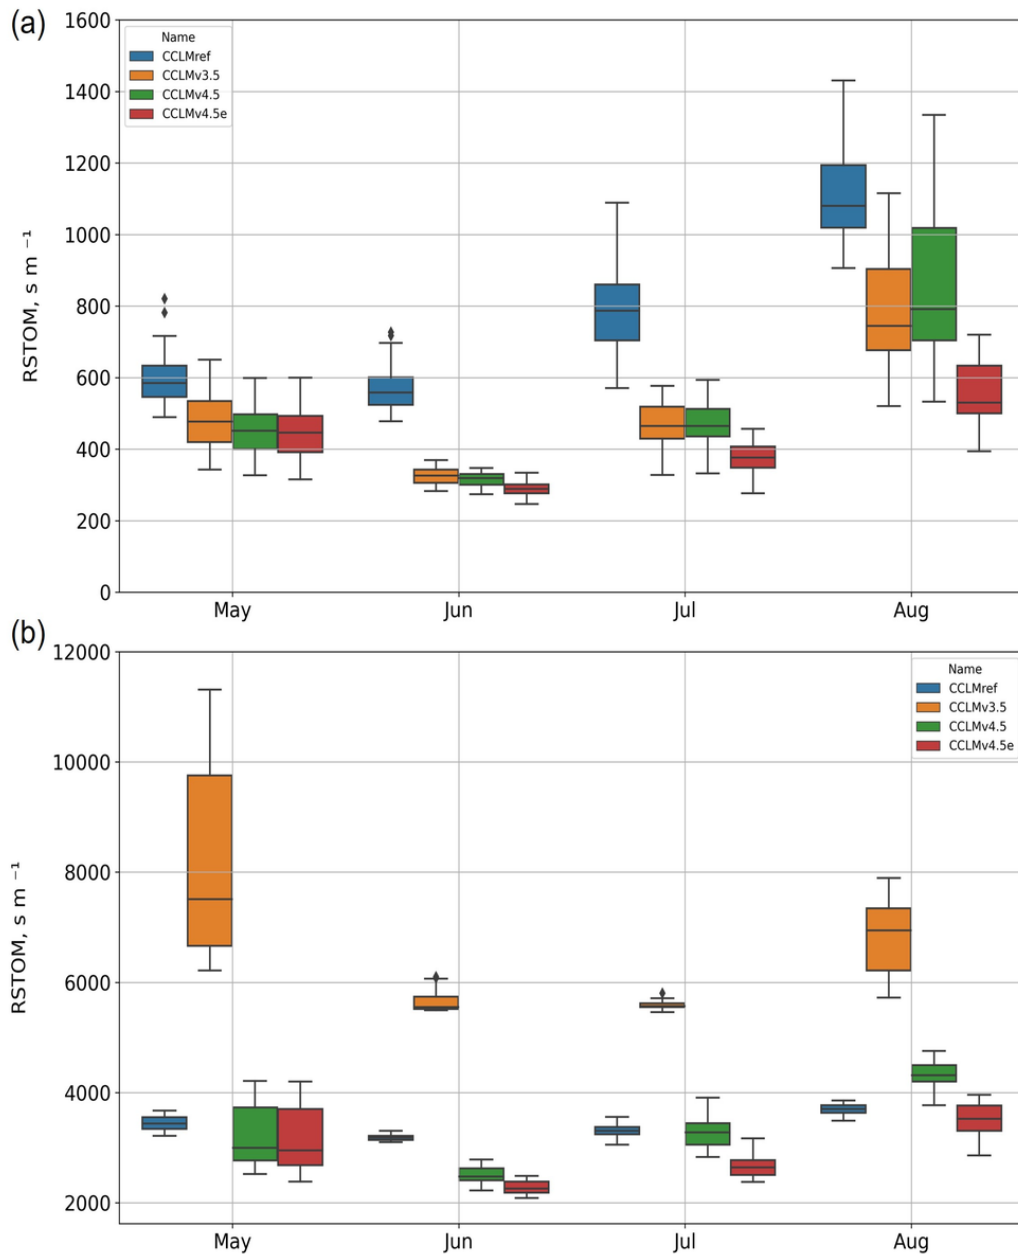 (a)
1600
1400
1200
1000
800
600
400
200
0
RSTOM, s m ⁻¹
Name
CCLMref
CCLMv3.5
CCLMv4.5
CCLMv4.5e
May Jun Jul Aug
(b)
12000
10000
8000
6000
4000
2000
RSTOM, s m ⁻¹
Name
CCLMref
CCLMv3.5
CCLMv4.5
CCLMv4.5e
May Jun Jul Aug